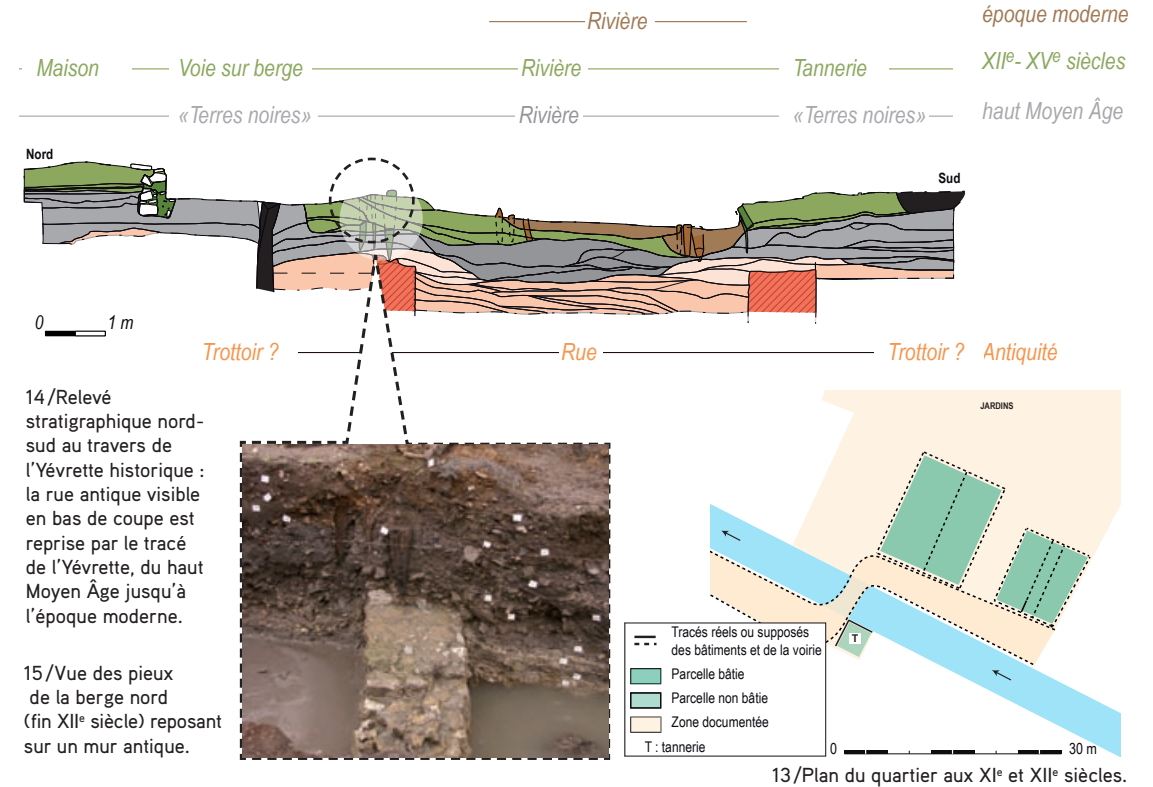 Rivière
époque moderne
Maison
Voie sur berge
Rivière
Tannerie
XIIe- XVe siècles
«Terres noires»
Rivière
«Terres noires»
haut Moyen Âge
Nord
Sud
0 1 m
Trottoir ?
Rue
Trottoir ?
Antiquité
14/Relevé
stratigraphique nord-
sud au travers de
l'Yévrette historique :
la rue antique visible
en bas de coupe est
reprise par le tracé
de l'Yévrette, du haut
Moyen Âge jusqu'à
l'époque moderne.
15/Vue des pieux
de la berge nord
(fin XIIe siècle) reposant
sur un mur antique.
JARDINS
T
Tracés réels ou supposés
des bâtiments et de la voirie
Parcelle bâtie
Parcelle non bâtie
Zone documentée
T : tannerie
0 30 m
13/Plan du quartier aux XIe et XIIe siècles.